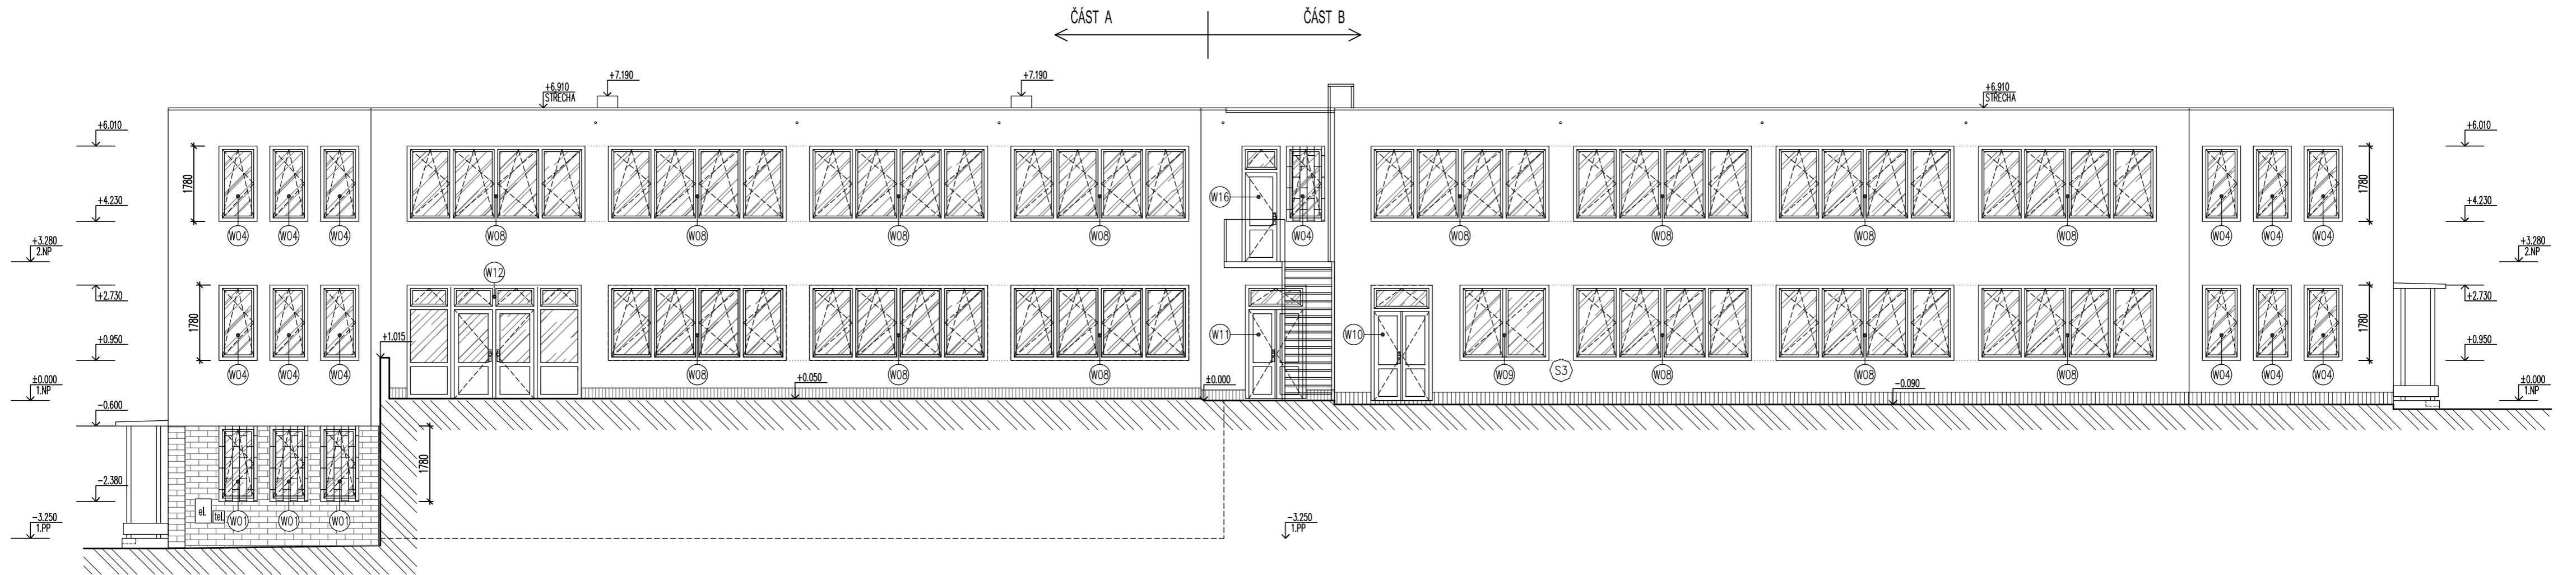 ČÁST A
ČÁST B
+7.190
+7.190
+6.910
STŘECHA
+6.910
STŘECHA
+6.010
+6.010
1780
1780
+4.230
+4.230
W16
W04
W04
W04
W08
W08
W08
W08
W04
W08
W08
W08
W08
W04
W04
W04
+3.280
2.NP
+3.280
2.NP
W12
+2.730
+2.730
1780
1780
+1.015
W11
W10
+0.950
+0.950
W04
W04
W04
W08
W08
W08
W09
S3
W08
W08
W08
W04
W04
W04
±0.000
1.NP
+0.050
±0.000
-0.090
±0.000
1.NP
-0.600
1780
-2.380
el.
tel.
W01
W01
W01
-3.250
1.PP
-3.250
1.PP